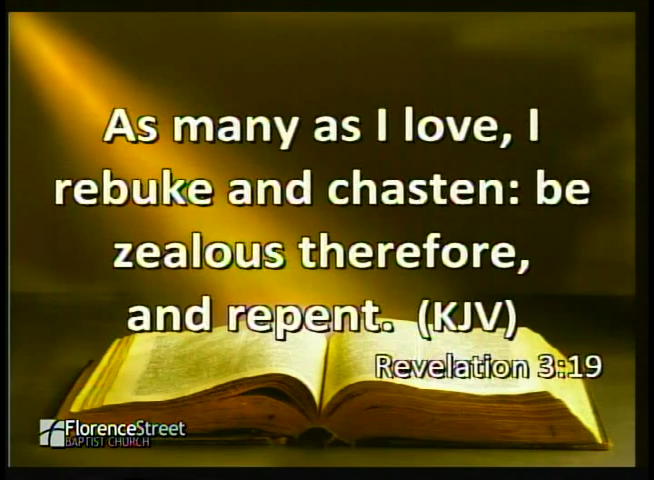 As many as I love, I
rebuke and chasten: be
zealous therefore,
and repent. (KJV)
Revelation 3:19
FlorenceStreet
BAPTIST CHURCH